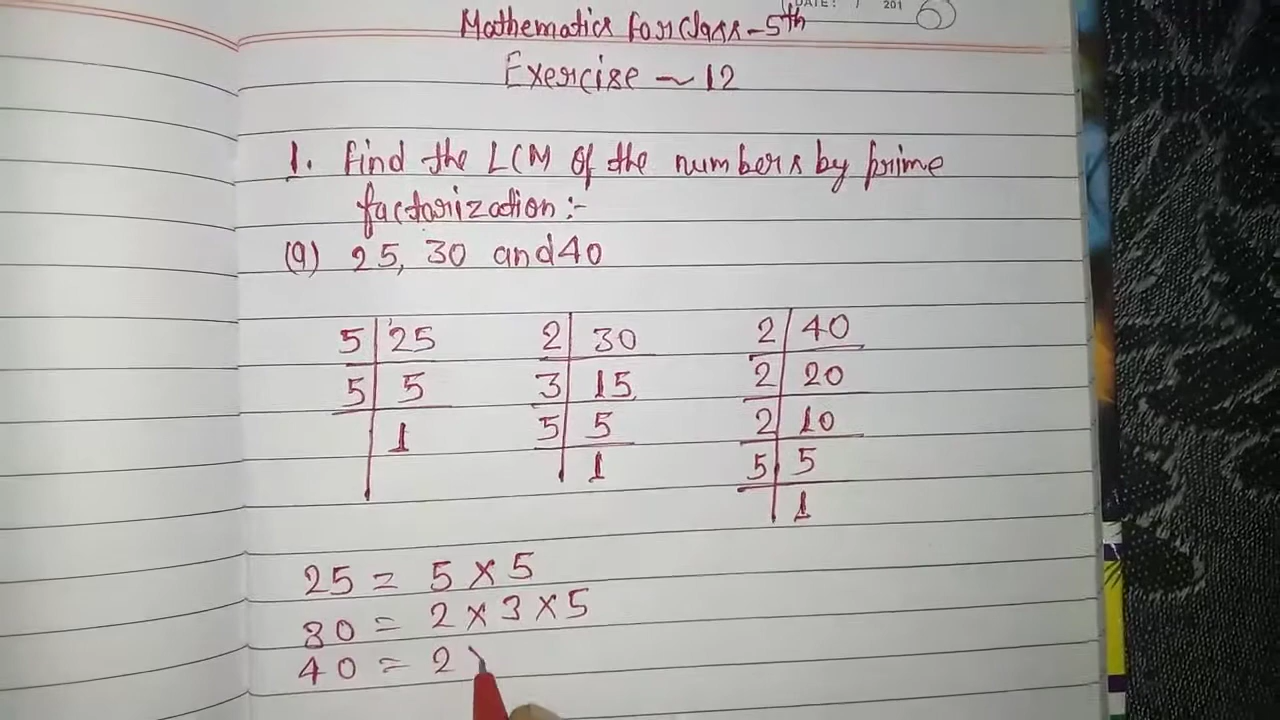 DATE: / 201
Mathematics For Class-5th
Exercise ~ 12
1. Find the LCM of the numbers by prime
factorization:-
(a) 25, 30 and 40
5 25 2 30 2 40
5 5 3 15 2 20
1 5 5 2 10
1 5 5
1
25 = 5 × 5
30 = 2 × 3 × 5
40 = 2